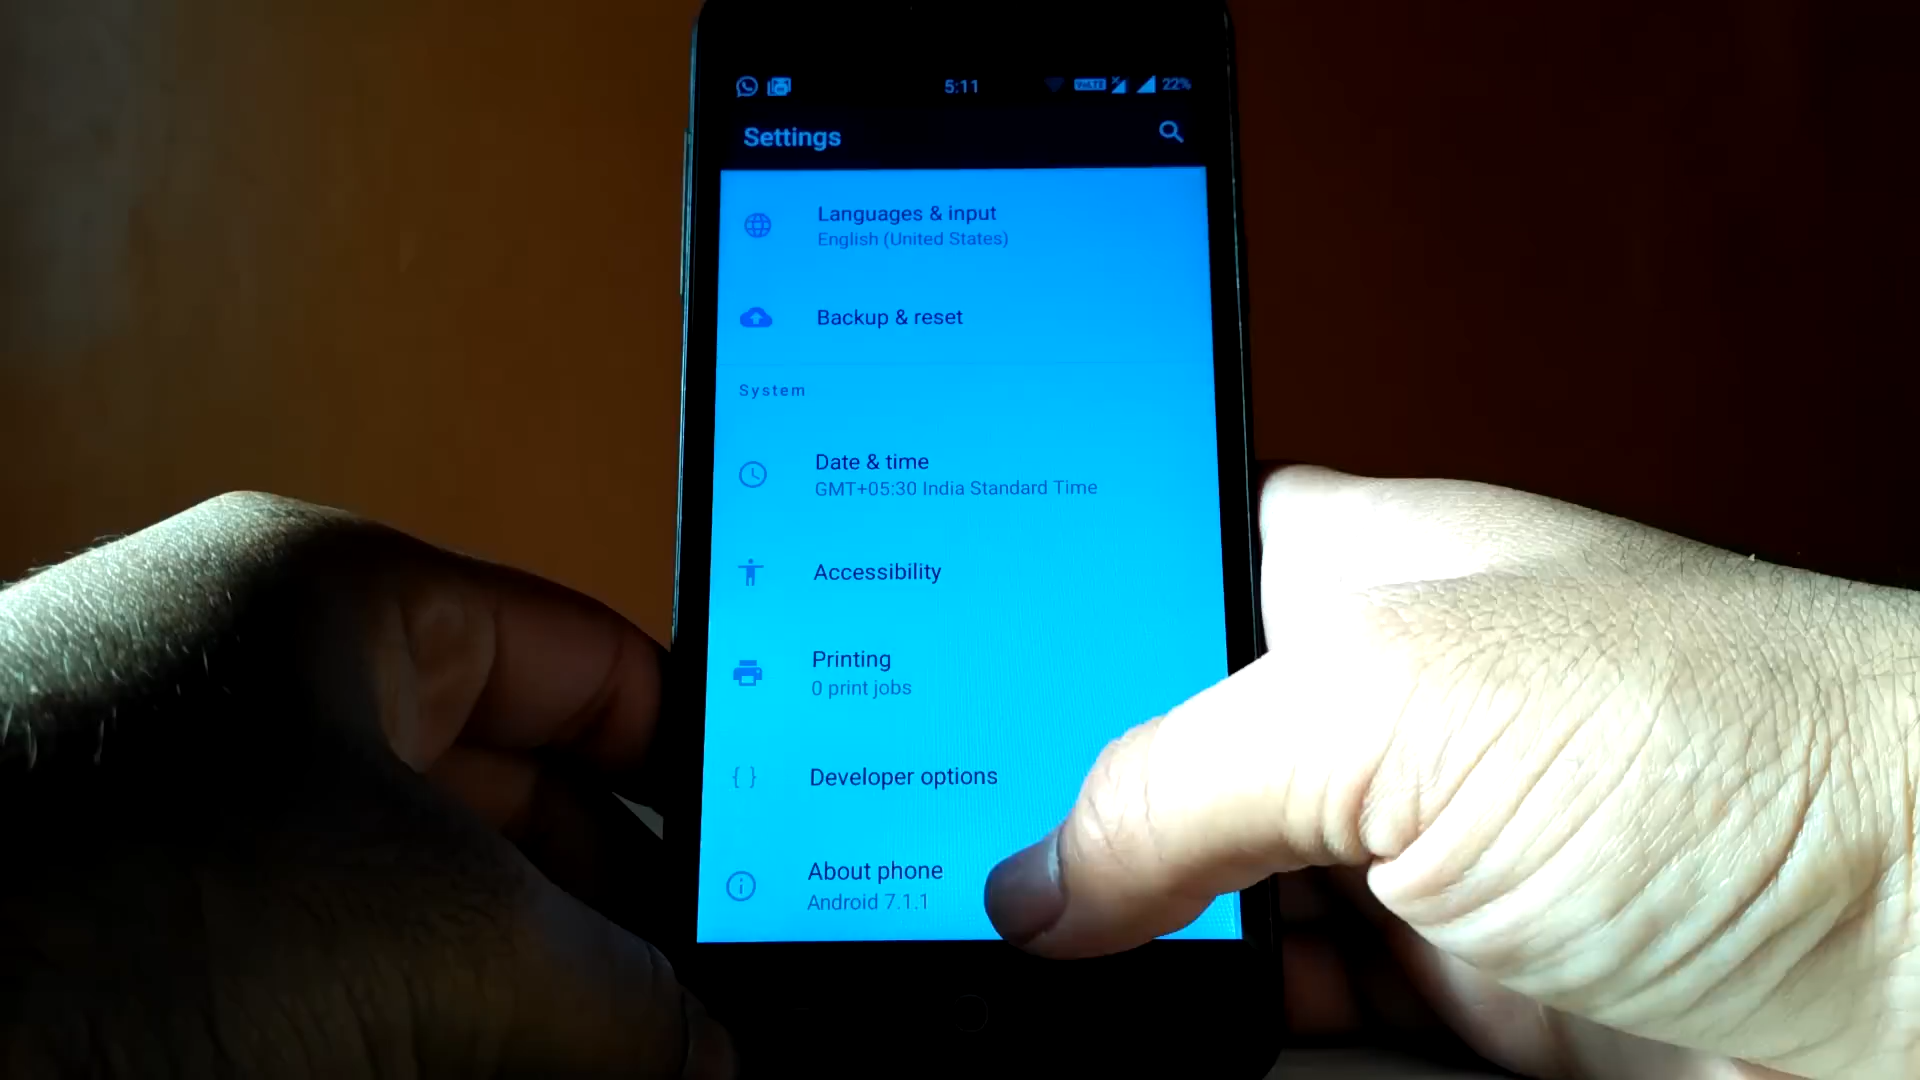 5:11 VoLTE 22%
Settings
Languages & input
English (United States)
Backup & reset
System
Date & time
GMT+05:30 India Standard Time
Accessibility
Printing
0 print jobs
{ } Developer options
About phone
Android 7.1.1